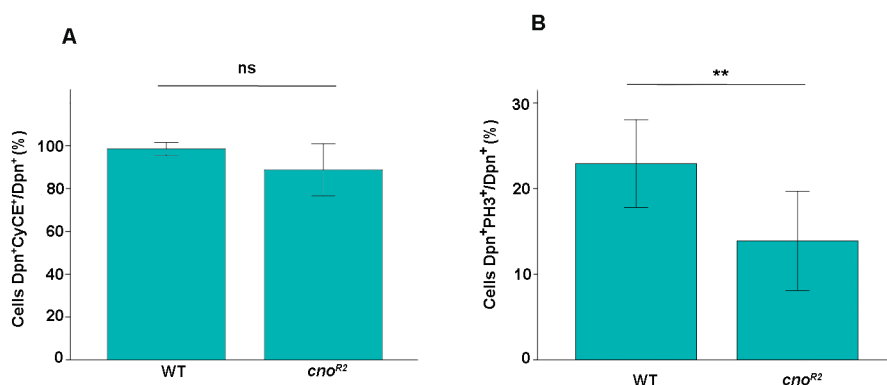 A
ns
Cells Dpn⁺CyCE⁺/Dpn⁺ (%)
100
80
60
40
20
0
WT
cnoᴿ²
B
**
Cells Dpn⁺PH3⁺/Dpn⁺ (%)
30
20
10
0
WT
cnoᴿ²